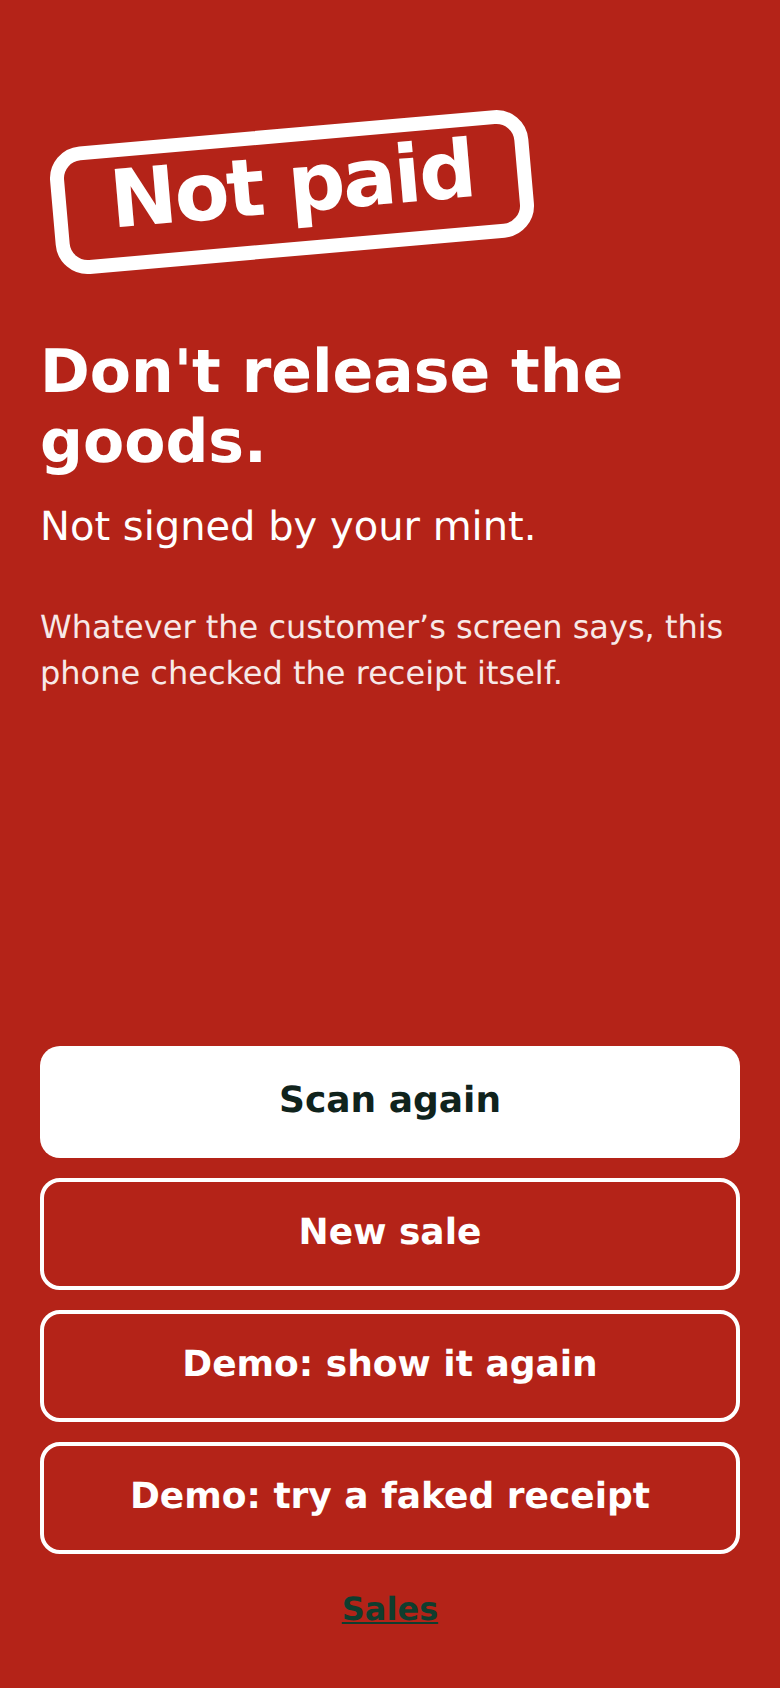 Not paid
Don't release the
goods.
Not signed by your mint.
Whatever the customer’s screen says, this
phone checked the receipt itself.
Scan again
New sale
Demo: show it again
Demo: try a faked receipt
Sales